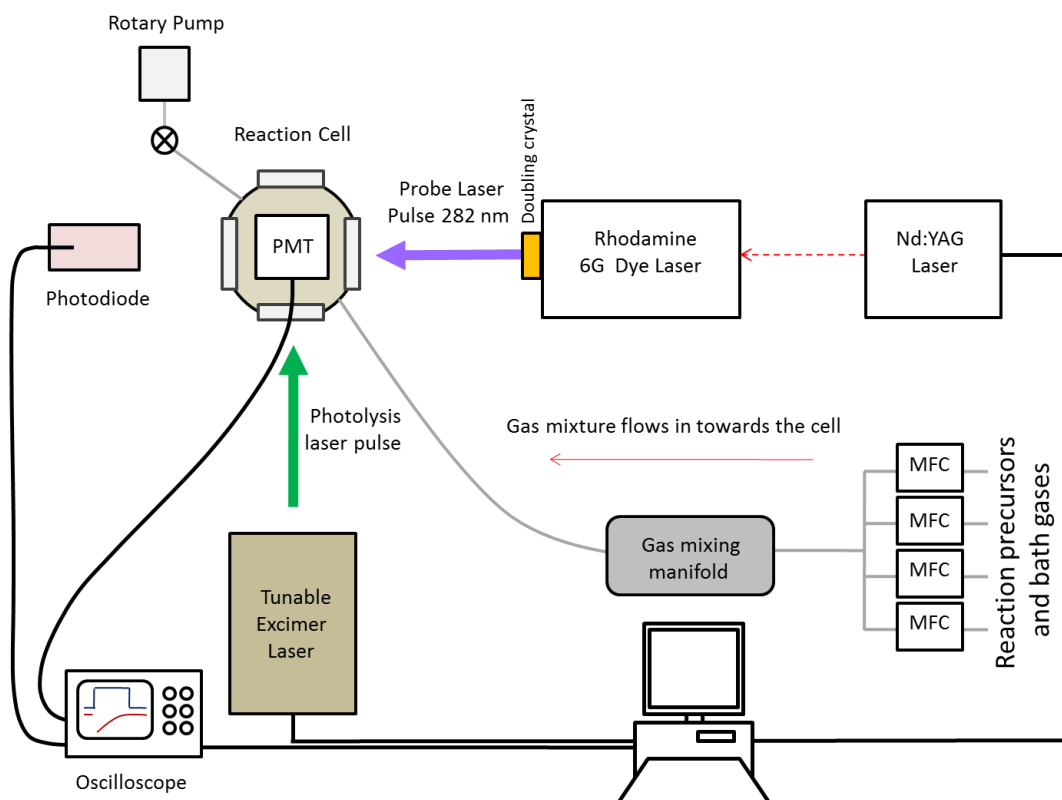 Rotary Pump
Reaction Cell
PMT
Photodiode
Probe Laser
Pulse 282 nm
Doubling crystal
Rhodamine
6G Dye Laser
Nd:YAG
Laser
Photolysis
laser pulse
Gas mixture flows in towards the cell
MFC
MFC
MFC
MFC
Reaction precursors
and bath gases
Gas mixing
manifold
Tunable
Excimer
Laser
Oscilloscope